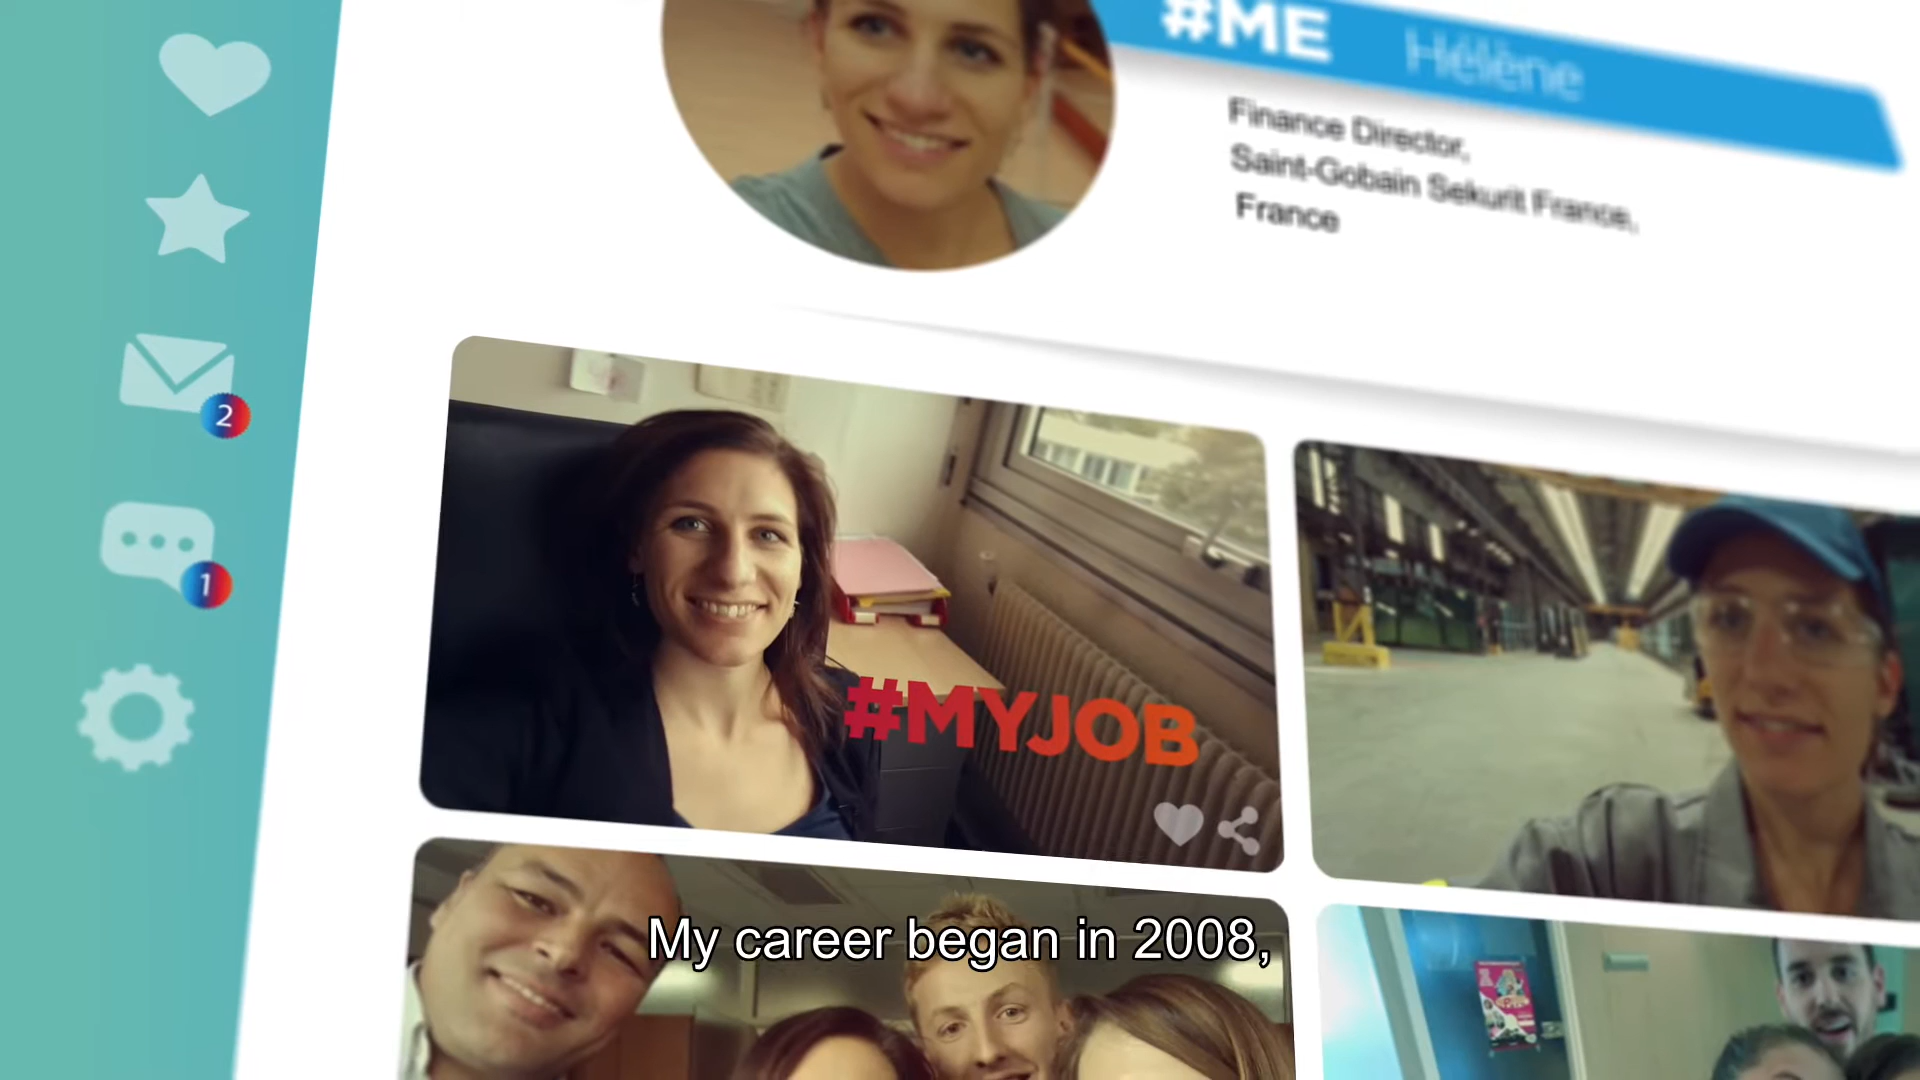 #ME Hélène
Finance Director,
Saint-Gobain Sekurit France,
France
2
1
#MYJOB
My career began in 2008,